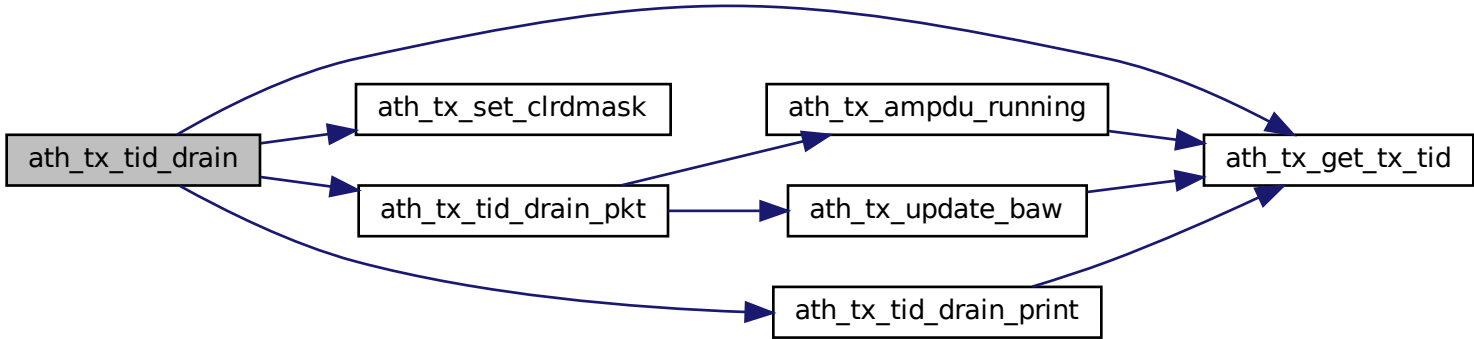 ath_tx_tid_drain
ath_tx_set_clrdmask
ath_tx_tid_drain_pkt
ath_tx_ampdu_running
ath_tx_update_baw
ath_tx_tid_drain_print
ath_tx_get_tx_tid